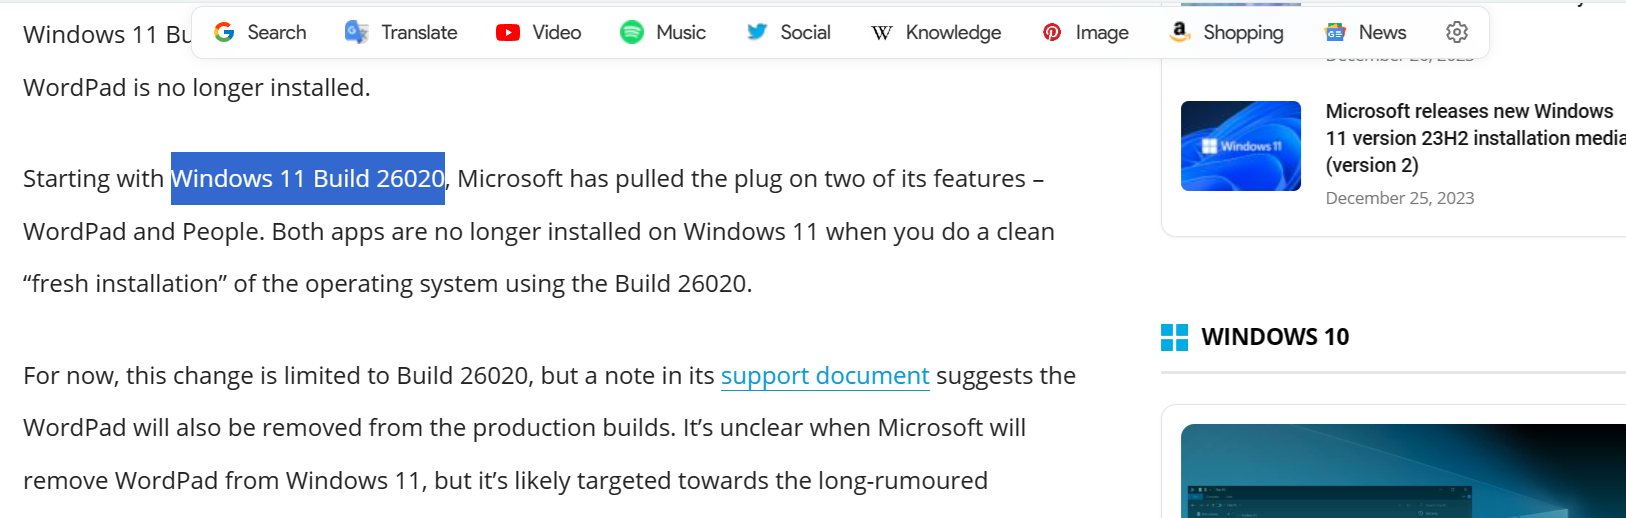 Windows 11 Bu
Search Translate Video Music Social Knowledge Image Shopping News
WordPad is no longer installed.
Starting with Windows 11 Build 26020, Microsoft has pulled the plug on two of its features –
WordPad and People. Both apps are no longer installed on Windows 11 when you do a clean
“fresh installation” of the operating system using the Build 26020.
For now, this change is limited to Build 26020, but a note in its support document suggests the
WordPad will also be removed from the production builds. It’s unclear when Microsoft will
remove WordPad from Windows 11, but it’s likely targeted towards the long-rumoured
Windows 11
Microsoft releases new Windows
11 version 23H2 installation media
(version 2)
December 25, 2023
WINDOWS 10